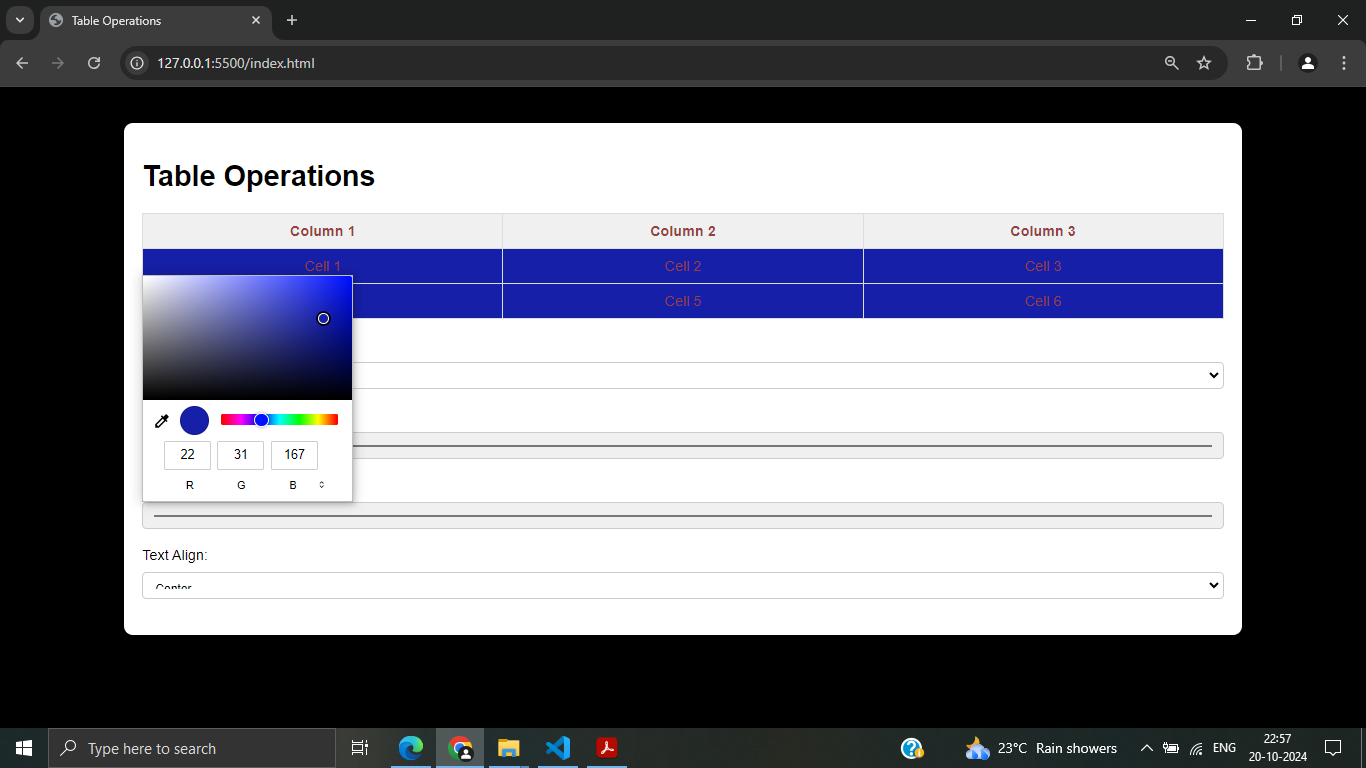 Table Operations
127.0.0.1:5500/index.html
Table Operations
Column 1 Column 2 Column 3
Cell 1 Cell 2 Cell 3
Cell 5 Cell 6
22 31 167
R G B
Text Align:
Center
Type here to search
23°C Rain showers
ENG
22:57
20-10-2024